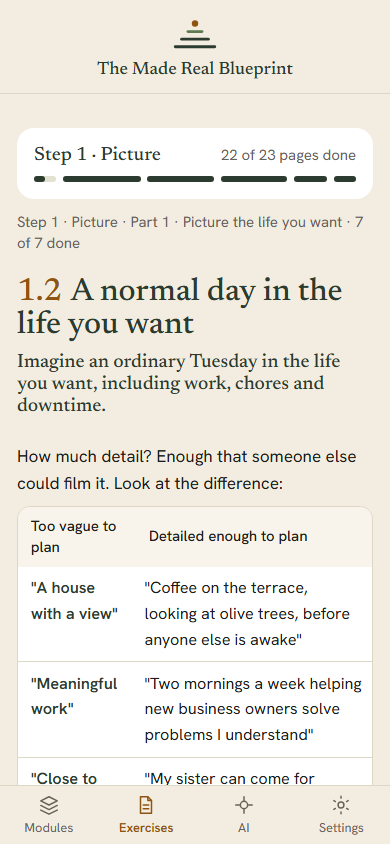 The Made Real Blueprint
Step 1 · Picture
22 of 23 pages done
Step 1 · Picture · Part 1 · Picture the life you want · 7
of 7 done
1.2 A normal day in the
life you want
Imagine an ordinary Tuesday in the life
you want, including work, chores and
downtime.
How much detail? Enough that someone else
could film it. Look at the difference:
Too vague to
plan
Detailed enough to plan
"A house
with a view"
"Coffee on the terrace,
looking at olive trees, before
anyone else is awake"
"Meaningful
work"
"Two mornings a week helping
new business owners solve
problems I understand"
"Close to
"My sister can come for
Modules
Exercises
AI
Settings